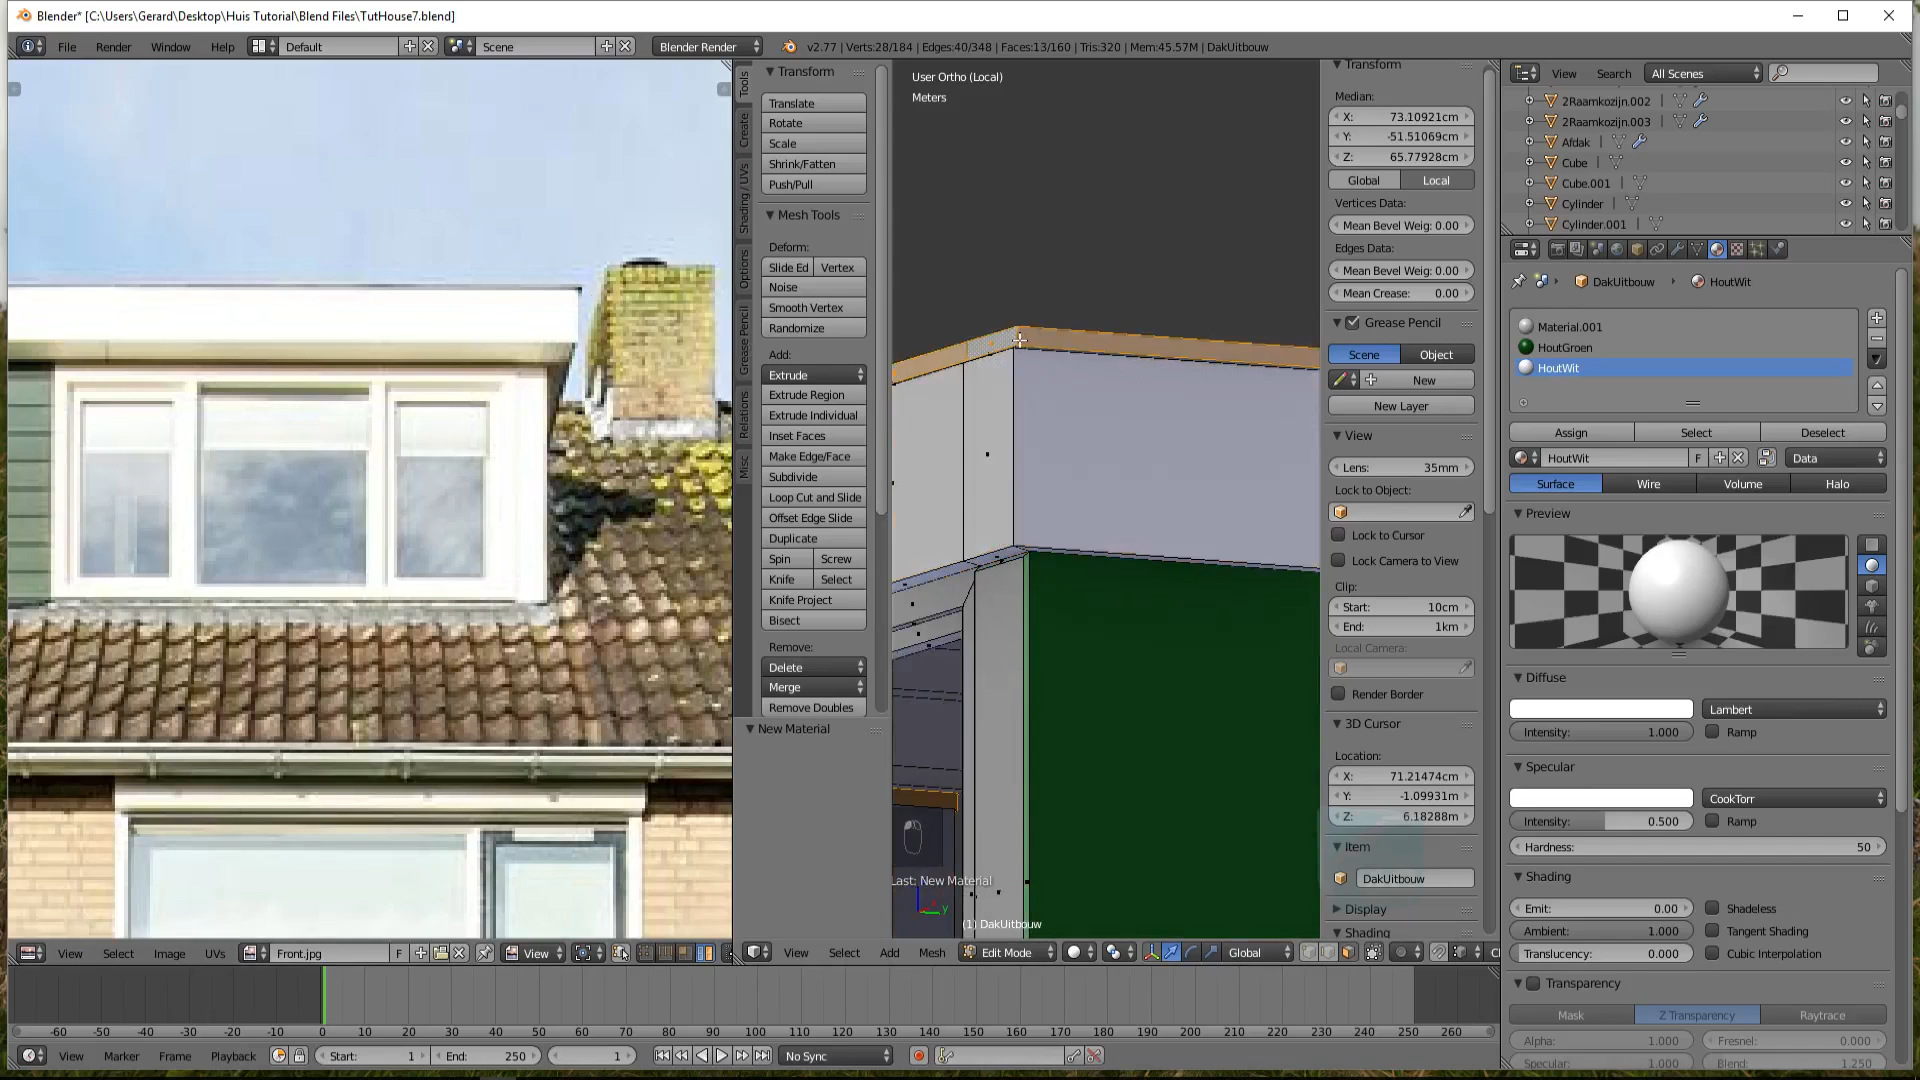 Blender* [C:\Users\Gerard\Desktop\Huis Tutorial\Blend Files\TutHouse7.blend]
File Render Window Help Default Scene Blender Render v2.77 | Verts:28/184 | Edges:40/348 | Faces:13/160 | Tris:320 | Mem:45.57M | DakUitbouw
Tools
Create
Shading / UVs
Options
Grease Pencil
Relations
Misc
Transform
Translate
Rotate
Scale
Shrink/Fatten
Push/Pull
Mesh Tools
Deform:
Slide Ed Vertex
Noise
Smooth Vertex
Randomize
Add:
Extrude
Extrude Region
Extrude Individual
Inset Faces
Make Edge/Face
Subdivide
Loop Cut and Slide
Offset Edge Slide
Duplicate
Spin Screw
Knife Select
Knife Project
Bisect
Remove:
Delete
Merge
Remove Doubles
New Material
User Ortho (Local)
Meters
Last: New Material
y
(1) DakUitbouw
Transform
Median:
X: 73.10921cm
Y: -51.51069cm
Z: 65.77928cm
Global Local
Vertices Data:
Mean Bevel Weig: 0.00
Edges Data:
Mean Bevel Weig: 0.00
Mean Crease: 0.00
Grease Pencil
Scene Object
New
New Layer
View
Lens: 35mm
Lock to Object:
Lock to Cursor
Lock Camera to View
Clip:
Start: 10cm
End: 1km
Local Camera:
Render Border
3D Cursor
Location:
X: 71.21474cm
Y: -1.09931m
Z: 6.18288m
Item
DakUitbouw
Display
Shading
View Search All Scenes
2Raamkozijn.002
2Raamkozijn.003
Afdak
Cube
Cube.001
Cylinder
Cylinder.001
DakUitbouw HoutWit
Material.001
HoutGroen
HoutWit
Assign Select Deselect
HoutWit F Data
Surface Wire Volume Halo
Preview
Diffuse
Lambert
Intensity: 1.000 Ramp
Specular
CookTorr
Intensity: 0.500 Ramp
Hardness: 50
Shading
Emit: 0.00 Shadeless
Ambient: 1.000 Tangent Shading
Translucency: 0.000 Cubic Interpolation
Transparency
Mask Z Transparency Raytrace
Alpha: 1.000 Fresnel: 0.000
Specular: 1.000 Blend: 1.250
View Select Image UVs Front.jpg F View
View Select Add Mesh Edit Mode Global
-60 -50 -40 -30 -20 -10 0 10 20 30 40 50 60 70 80 90 100 110 120 130 140 150 160 170 180 190 200 210 220 230 240 250 260
View Marker Frame Playback Start: 1 End: 250 1 No Sync